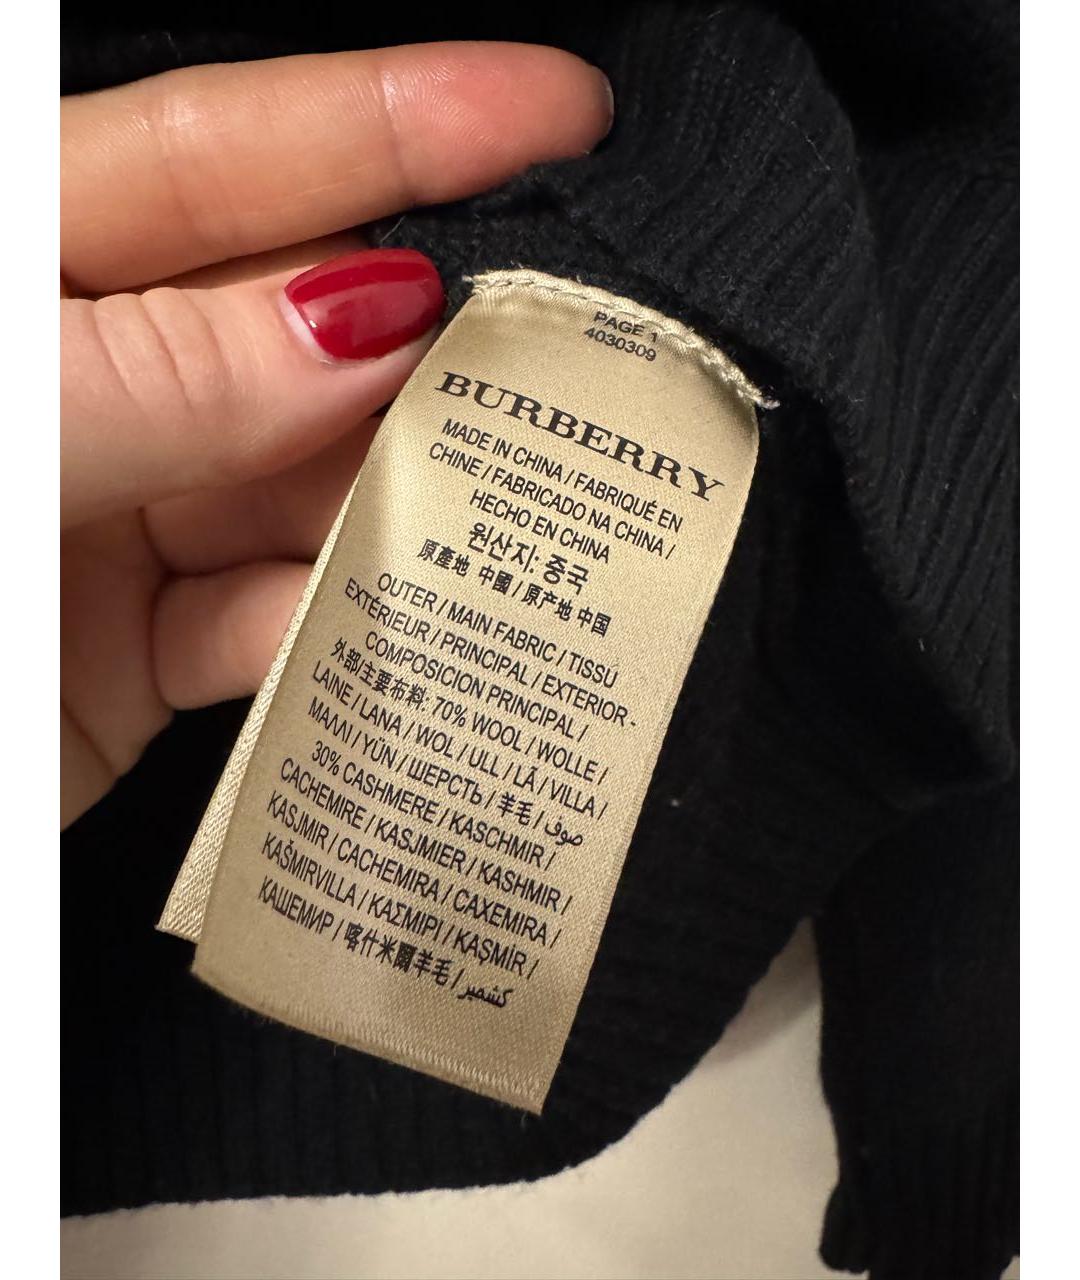 PAGE 1
4030309
BURBERRY
MADE IN CHINA / FABRIQUÉ EN
CHINE / FABRICADO NA CHINA /
HECHO EN CHINA
원산지: 중국
原產地 中國 / 原产地 中国
OUTER / MAIN FABRIC / TISSU
EXTÉRIEUR / PRINCIPAL / EXTERIOR -
COMPOSICION PRINCIPAL /
外部/主要布料: 70% WOOL / WOLLE /
LAINE / LANA / WOL / ULL / LĀ / VILLA /
ΜΑΛΛΙ / YÜN / ШЕРСТЬ / 羊毛 / صوف /
30% CASHMERE / KASCHMIR /
CACHEMIRE / KASJMIER / KASHMIR /
KASJMIR / CACHEMIRA / CAXEMIRA /
KAŠMIRVILLA / ΚΑΣΜΙΡΙ / KAŞMİR /
КАШЕМИР / 喀什米爾羊毛 / كشمير